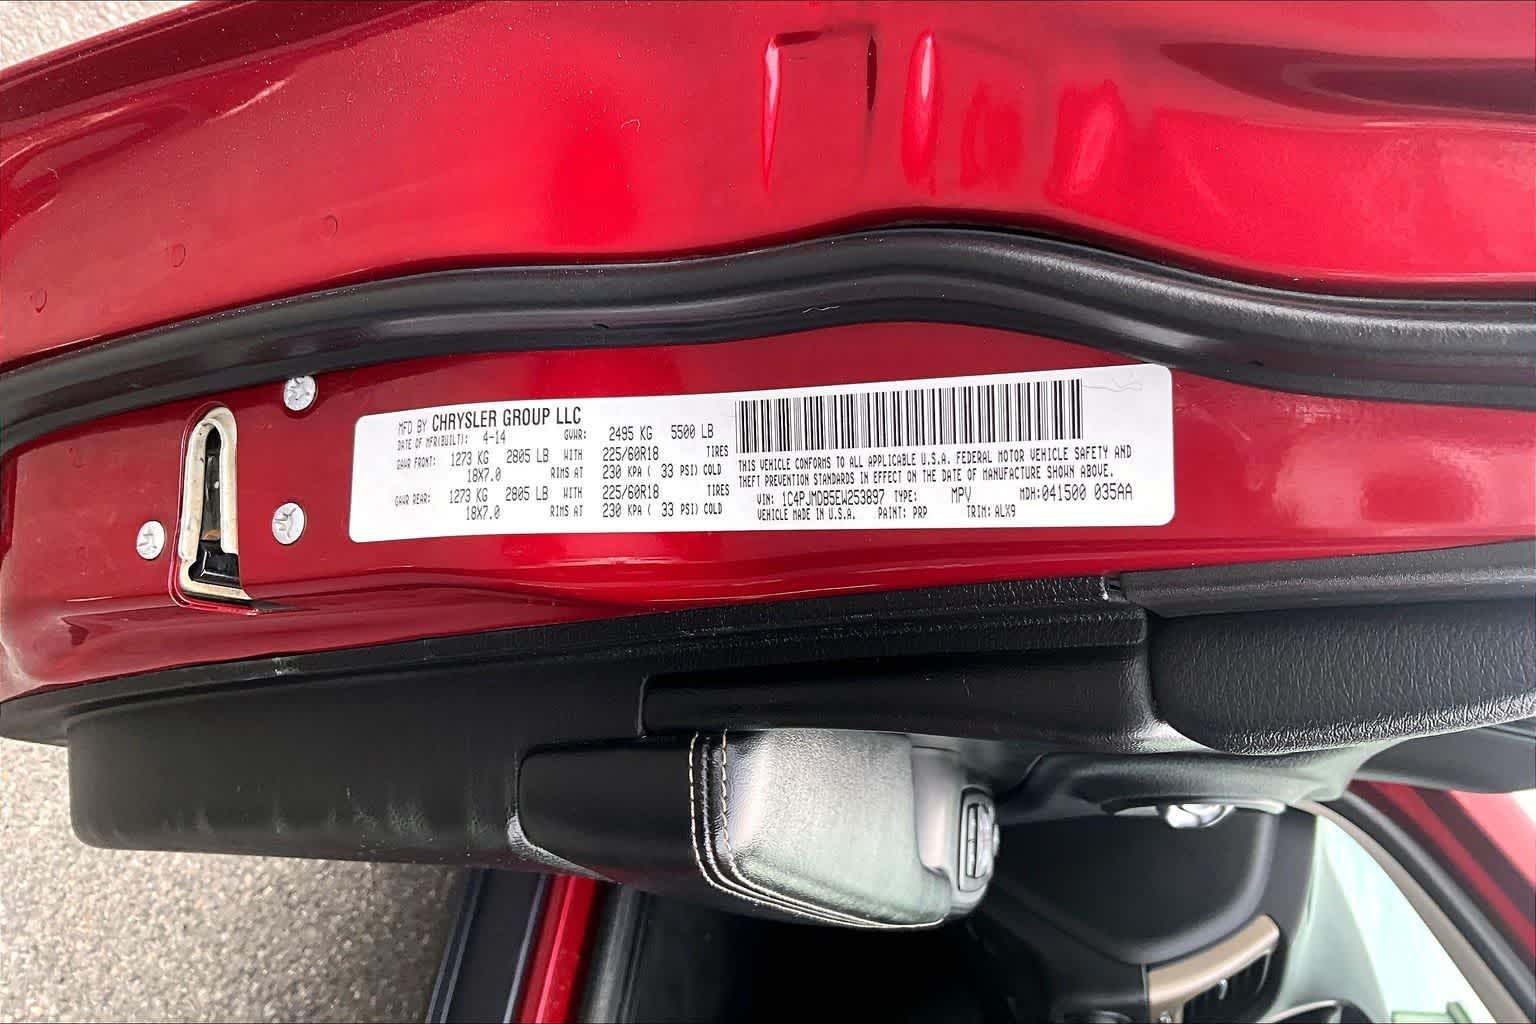 MFD BY CHRYSLER GROUP LLC
DATE OF MFR(BUILT): 4-14 GVWR: 2495 KG 5500 LB
GAWR FRONT: 1273 KG 2805 LB WITH 225/60R18 TIRES
18X7.0 RIMS AT 230 KPA ( 33 PSI) COLD
GAWR REAR: 1273 KG 2805 LB WITH 225/60R18 TIRES
18X7.0 RIMS AT 230 KPA ( 33 PSI) COLD
THIS VEHICLE CONFORMS TO ALL APPLICABLE U.S.A. FEDERAL MOTOR VEHICLE SAFETY AND
THEFT PREVENTION STANDARDS IN EFFECT ON THE DATE OF MANUFACTURE SHOWN ABOVE.
VIN: 1C4PJMDB5EW253897 TYPE: MPV MDH: 041500 035AA
VEHICLE MADE IN U.S.A. PAINT: PRP TRIM: ALX9